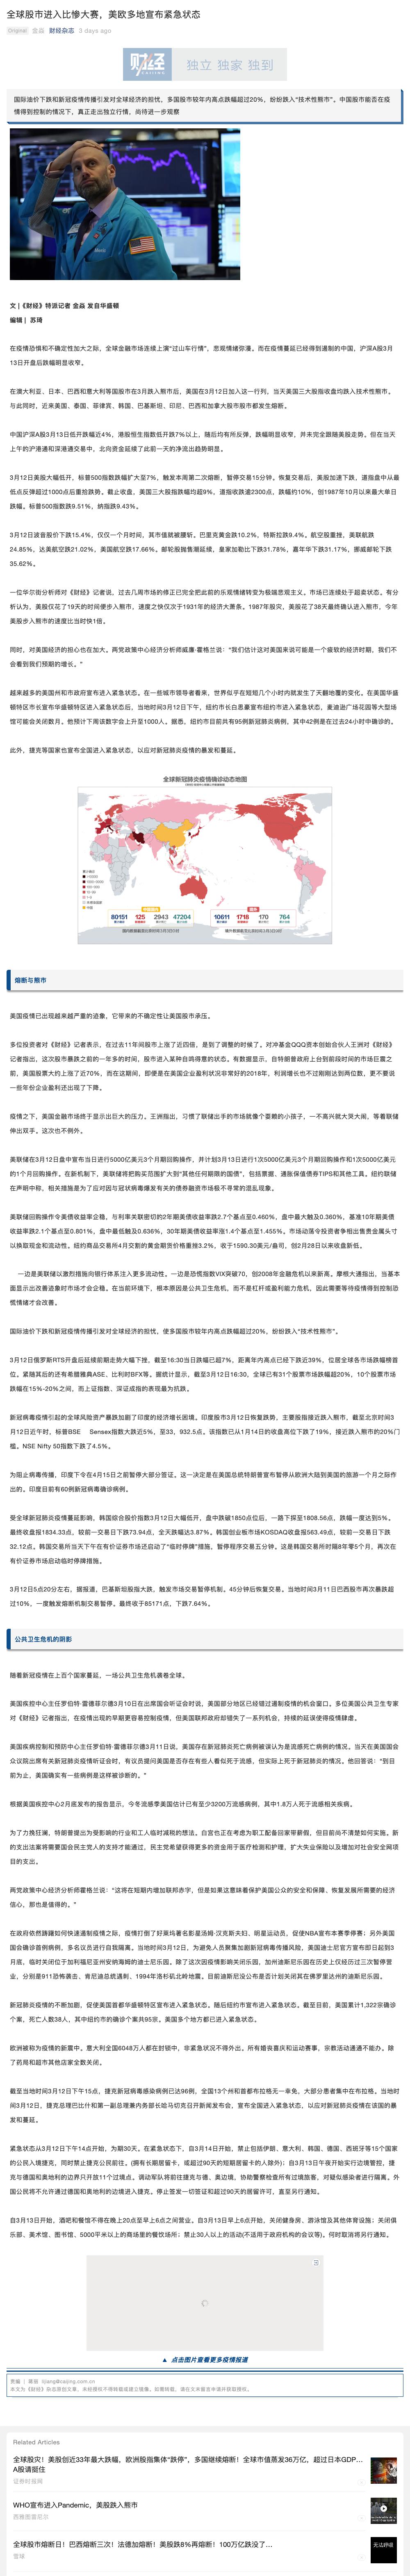 全球股市进入比惨大赛，美欧多地宣布紧急状态
Original 金焱 财经杂志 3 days ago
财经 CAIJING 独立 独家 独到
国际油价下跌和新冠疫情传播引发对全球经济的担忧，多国股市较年内高点跌幅超过20%，纷纷跌入“技术性熊市”。中国股市能否在疫
情得到控制的情况下，真正走出独立行情，尚待进一步观察
文 |《财经》特派记者 金焱 发自华盛顿
编辑 | 苏琦
在疫情恐惧和不确定性加大之际，全球金融市场连续上演“过山车行情”，悲观情绪弥漫。而在疫情蔓延已经得到遏制的中国，沪深A股3月
13日开盘后跌幅明显收窄。
在澳大利亚、日本、巴西和意大利等国股市在3月跌入熊市后，美国在3月12日加入这一行列，当天美国三大股指收盘均跌入技术性熊市。
与此同时，近来美国、泰国、菲律宾、韩国、巴基斯坦、印尼、巴西和加拿大股市股市都发生熔断。
中国沪深A股3月13日低开跌幅近4%，港股恒生指数低开跌7%以上，随后均有所反弹，跌幅明显收窄，并未完全跟随美股走势。但在当天
上午的沪港通和深港通交易中，北向资金延续了此前一天的净流出趋势明显。
3月12日美股大幅低开，标普500指数跌幅扩大至7%，触发本周第二次熔断，暂停交易15分钟。恢复交易后，美股加速下跌，道指盘中从最
低点反弹超过1000点后重拾跌势。截止收盘，美国三大股指跌幅均超9%，道指收跌逾2300点，跌幅约10%，创1987年10月以来最大单日
跌幅。标普500指数跌9.51%，纳指跌9.43%。
3月12日波音股价下跌15.4%，仅仅一个月时间，其市值就被腰斩。巴里克黄金跌10.2%，特斯拉跌9.4%。航空股重挫，美联航跌
24.85%、达美航空跌21.02%，美国航空跌17.66%。邮轮股抛售潮延续，皇家加勒比下跌31.78%，嘉年华下跌31.17%，挪威邮轮下跌
35.62%。
一位华尔街分析师对《财经》记者说，过去几周市场的修正已完全把此前的乐观情绪转变为极端悲观主义。市场已连续处于超卖状态。有分
析认为，美股仅花了19天的时间便步入熊市，速度之快仅次于1931年的经济大萧条。1987年股灾，美股花了38天最终确认进入熊市，今年
美股步入熊市的速度比当时快1倍。
同时，对美国经济的担心也在加大。两党政策中心经济分析师威廉·霍格兰说：“我们估计这对美国来说可能是一个疲软的经济时期，我们不
会看到我们预期的增长。”
越来越多的美国州和市政府宣布进入紧急状态。在一些城市领导者看来，世界似乎在短短几个小时内就发生了天翻地覆的变化。在美国华盛
顿特区市长宣布华盛顿特区进入紧急状态后，当地时间3月12日下午，纽约市长白思豪宣布纽约市进入紧急状态，麦迪逊广场花园等大型场
馆可能会关闭数月。他预计下周该数字会上升至1000人。据悉，纽约市目前共有95例新冠肺炎病例，其中42例是在过去24小时中确诊的。
此外，捷克等国家也宣布全国进入紧急状态，以应对新冠肺炎疫情的暴发和蔓延。
全球新冠肺炎疫情确诊动态地图
80151 125 2943 47204
10611 1718 170 764
熔断与熊市
美国疫情已出现越来越严重的迹象，它带来的不确定性让美国股市承压。
多位投资者对《财经》记者表示，在过去11年间股市上涨了近四倍，是到了调整的时候了。对冲基金QQQ资本创始合伙人王洲对《财经》
记者指出，这次股市暴跌之前的一年多的时间，股市进入某种自鸣得意的状态。有数据显示，自特朗普政府上台到前段时间的市场巨震之
前，美国股票大约上涨了近70%，而在这期间，即便是在美国企业盈利状况非常好的2018年，利润增长也不过刚刚达到两位数，更不要说
一些年份企业盈利还出现了下降。
疫情之下，美国金融市场终于显示出巨大的压力。王洲指出，习惯了联储出手的市场就像个耍赖的小孩子，一不高兴就大哭大闹，等着联储
伸出双手。这次也不例外。
美联储在3月12日盘中宣布当日进行5000亿美元3个月期回购操作，并计划3月13日进行1次5000亿美元3个月期回购操作和1次5000亿美元
的1个月回购操作。在新机制下，美联储将把购买范围扩大到“其他任何期限的国债”，包括票据、通胀保值债券TIPS和其他工具。纽约联储
在声明中称，相关措施是为了应对因与冠状病毒爆发有关的债券融资市场极不寻常的混乱现象。
美联储回购操作令美债收益率企稳，与利率关联密切的2年期美债收益率跌2.7个基点至0.460%，盘中最大触及0.360%，基准10年期美债
收益率跌2.1个基点至0.801%，盘中最低触及0.636%，30年期美债收益率涨1.4个基点至1.455%。市场动荡令投资者争相出售贵金属头寸
以换取现金和流动性。纽约商品交易所4月交割的黄金期货价格重挫3.2%，收于1590.30美元/盎司，创2月28日以来收盘新低。
一边是美联储以激烈措施向银行体系注入更多流动性。一边是恐慌指数VIX突破70，创2008年金融危机以来新高。摩根大通指出，当基本
面显示出改善迹象时市场才会企稳。在当前环境下，根本原因是公共卫生危机，而不是杠杆或盈利能力危机，因此需要等待疫情得到控制恐
慌情绪才会改善。
国际油价下跌和新冠疫情传播引发对全球经济的担忧，使多国股市较年内高点跌幅超过20%，纷纷跌入“技术性熊市”。
3月12日俄罗斯RTS开盘后延续前期走势大幅下挫，截至16:30当日跌幅已超7%，距离年内高点已经下跌近39%，位居全球各市场跌幅榜首
位。紧随其后的还有希腊雅典ASE、比利时BFX等。据统计显示，截至3月12日16:30，全球已有31个股票市场跌幅超20%，10个股票市场
跌幅在15%-20%之间，而上证指数、深证成指的表现最为抗跌。
新冠病毒疫情引起的全球风险资产暴跌加剧了印度的经济增长困境。印度股市3月12日恢复跌势，主要股指接近跌入熊市，截至北京时间3
月12日近午时，标普BSE Sensex指数大跌近5%，至33，932.5点。该指数已从1月14日的收盘高位下跌了19%，接近跌入熊市的20%门
槛。NSE Nifty 50指数下跌了4.5%。
为阻止病毒传播，印度下令在4月15日之前暂停大部分签证。这一决定是在美国总统特朗普宣布暂停从欧洲大陆到美国的旅游一个月之际作
出的。印度目前有60例新冠病毒确诊病例。
受全球新冠肺炎疫情蔓延影响，韩国综合股价指数3月12日大幅低开，盘中跌破1850点位后，一路下探至1808.56点，跌幅一度达到5%。
最终收盘报1834.33点，较前一交易日下跌73.94点，全天跌幅达3.87%。韩国创业板市场KOSDAQ收盘报563.49点，较前一交易日下跌
32.12点。韩国交易所当天下午在有价证券市场还启动了“临时停牌”措施，暂停程序交易五分钟。这是韩国交易所时隔8年零5个月，再次在
有价证券市场启动临时停牌措施。
3月12日5点20分左右，据报道，巴基斯坦股指大跌，触发市场交易暂停机制。45分钟后恢复交易。当地时间3月11日巴西股市再次暴跌超
过10%，一度触发熔断机制交易暂停。最终收于85171点，下跌7.64%。
公共卫生危机的阴影
随着新冠疫情在上百个国家蔓延，一场公共卫生危机袭卷全球。
美国疾控中心主任罗伯特·雷德菲尔德3月10日在出席国会听证会时说，美国部分地区已经错过遏制疫情的机会窗口。多位美国公共卫生专家
对《财经》记者指出，在疫情出现的早期更容易控制疫情，但美国联邦政府却错失了一系列机会，持续的延误使得疫情肆虐。
美国疾病控制和预防中心主任罗伯特·雷德菲尔德3月11日说，美国存在新冠肺炎死亡病例被误认为是流感死亡病例的情况。当天在美国国会
众议院出席有关新冠肺炎疫情听证会时，有议员提问美国是否存在有些人看似死于流感，但实际上死于新冠肺炎的情况。他回答说：“到目
前为止，美国确实有一些病例是这样被诊断的。”
根据美国疾控中心2月底发布的报告显示，今冬流感季美国估计已有至少3200万流感病例，其中1.8万人死于流感相关疾病。
为了力挽狂澜，特朗普提出为受影响的行业和工人临时减税的想法。白宫也正在考虑为职工配备回家带薪假，但目前尚不清楚如何实施。新
的支出法案将需要国会民主党人的支持才能通过，民主党希望获得更多的资金用于医疗检测和护理，扩大失业保险以及增加对社会安全网项
目的支出。
两党政策中心经济分析师霍格兰说：“这将在短期内增加联邦赤字，但是如果这意味着保护美国公众的安全和保障、恢复发展所需要的经济
信心，那也是值得的。”
在政府依然踌躇如何快速遏制疫情之际，疫情打倒了好莱坞著名影星汤姆·汉克斯夫妇、明星运动员，促使NBA宣布本赛季停赛；另外美国
国会确诊首例病例，多名议员进行自我隔离。当地时间3月12日，为避免人员聚集加剧新冠病毒传播风险，美国迪士尼官方宣布即日起到3
月底，临时关闭位于加利福尼亚州安纳海姆的迪士尼乐园。除了这次因疫情影响关闭乐园，加州迪斯尼乐园在历史上仅经历过三次暂停营
业，分别是911恐怖袭击、肯尼迪总统遇刺、1994年洛杉矶北岭地震。目前迪斯尼没公布是否计划关闭其在佛罗里达州的迪斯尼乐园。
新冠肺炎疫情的不断加剧，促使美国首都华盛顿特区宣布进入紧急状态。随后纽约市宣布进入紧急状态。截至目前，美国累计1,322宗确诊
个案，死亡人数38人，其中纽约市的确诊个案共95宗。美国多个地方都已进入紧急状态。
欧洲被称为疫情的新震中。意大利全国6048万人都在封锁中，非紧急状况不得外出。所有婚丧喜庆和运动赛事，宗教活动通通不能办。除
了药局和超市其他店家全数关闭。
截至当地时间3月12日下午15点，捷克新冠病毒感染病例已达96例，全国13个州和首都布拉格无一幸免，大部分患者集中在布拉格。当地时
间3月12日，捷克总理巴比什和第一副总理兼内务部长哈马切克召开新闻发布会，宣布全国进入紧急状态，以应对新冠肺炎疫情在该国的暴
发和蔓延。
紧急状态从3月12日下午14点开始，为期30天。在紧急状态下，自3月14日开始，禁止包括伊朗、意大利、韩国、德国、西班牙等15个国家
的公民入境捷克，同时禁止捷克公民前往。(拥有长期居留卡，或超过90天的短期居留卡的人除外)；自3月13日午夜开始实行边境管控，捷
克与德国和奥地利的边界只开放11个过境点。调动军队将前往捷克与德、奥边境，协助警察检查所有过境旅客，对疑似感染者进行隔离。外
国公民将不允许通过德国和奥地利的边境进入捷克。停止签发一切签证和超过90天的居留许可，直至另行通知。
自3月13日开始，酒吧和餐馆不得在晚上20点至早上6点之间营业。自3月13日早上6点开始，关闭健身房、游泳馆及其他体育设施；关闭俱
乐部、美术馆、图书馆、5000平米以上的商场里的餐饮场所；禁止30人以上的活动(不适用于政府机构的会议等)。何时取消将另行通知。
▲ 点击图片查看更多疫情报道
责编 | 蒋丽 lijiang@caijing.com.cn
本文为《财经》杂志原创文章，未经授权不得转载或建立镜像。如需转载，请在文末留言申请并获取授权。
Related Articles
全球股灾！美股创近33年最大跌幅，欧洲股指集体“跌停”，多国继续熔断！全球市值蒸发36万亿，超过日本GDP…
A股请挺住
证券时报网
WHO宣布进入Pandemic，美股跌入熊市
西雅图雷尼尔
全球股市熔断日！巴西熔断三次！法德加熔断！美股跌8%再熔断！100万亿跌没了…
雪球
无法呼吸